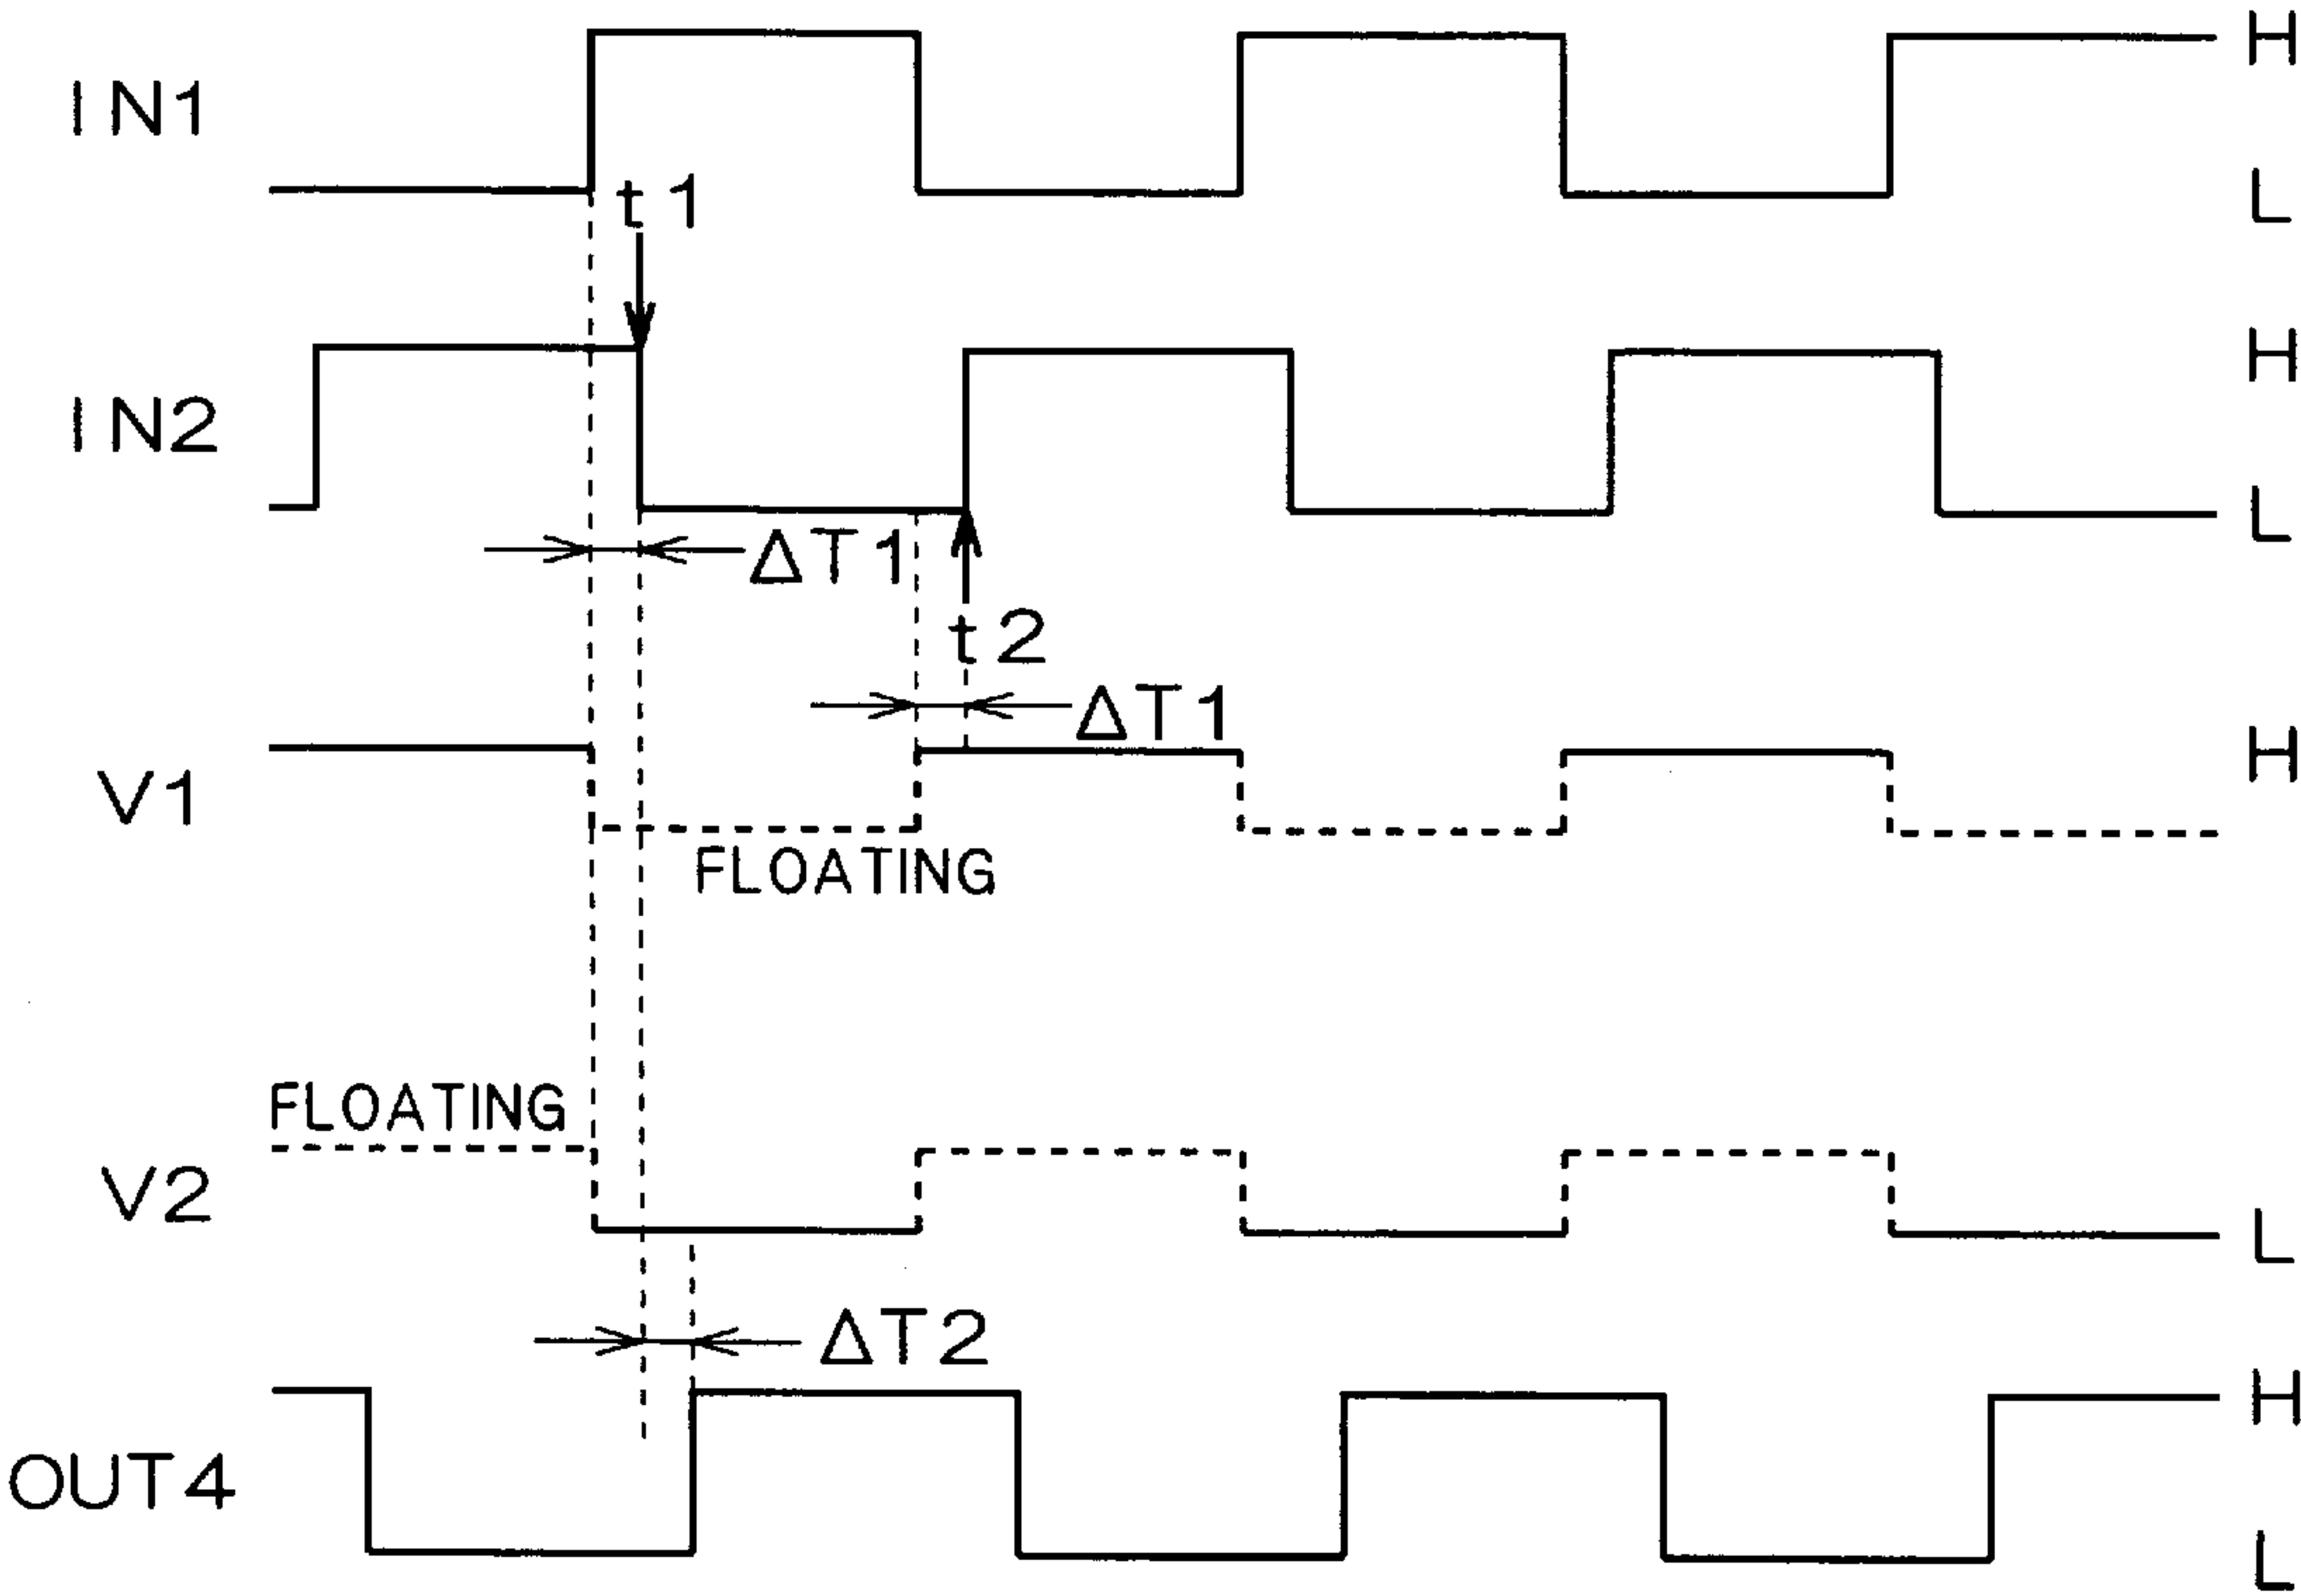 H
IN1
t1
L
H
IN2
L
ΔT1
t2
ΔT1
H
V1
FLOATING
FLOATING
V2
L
ΔT2
H
OUT4
L